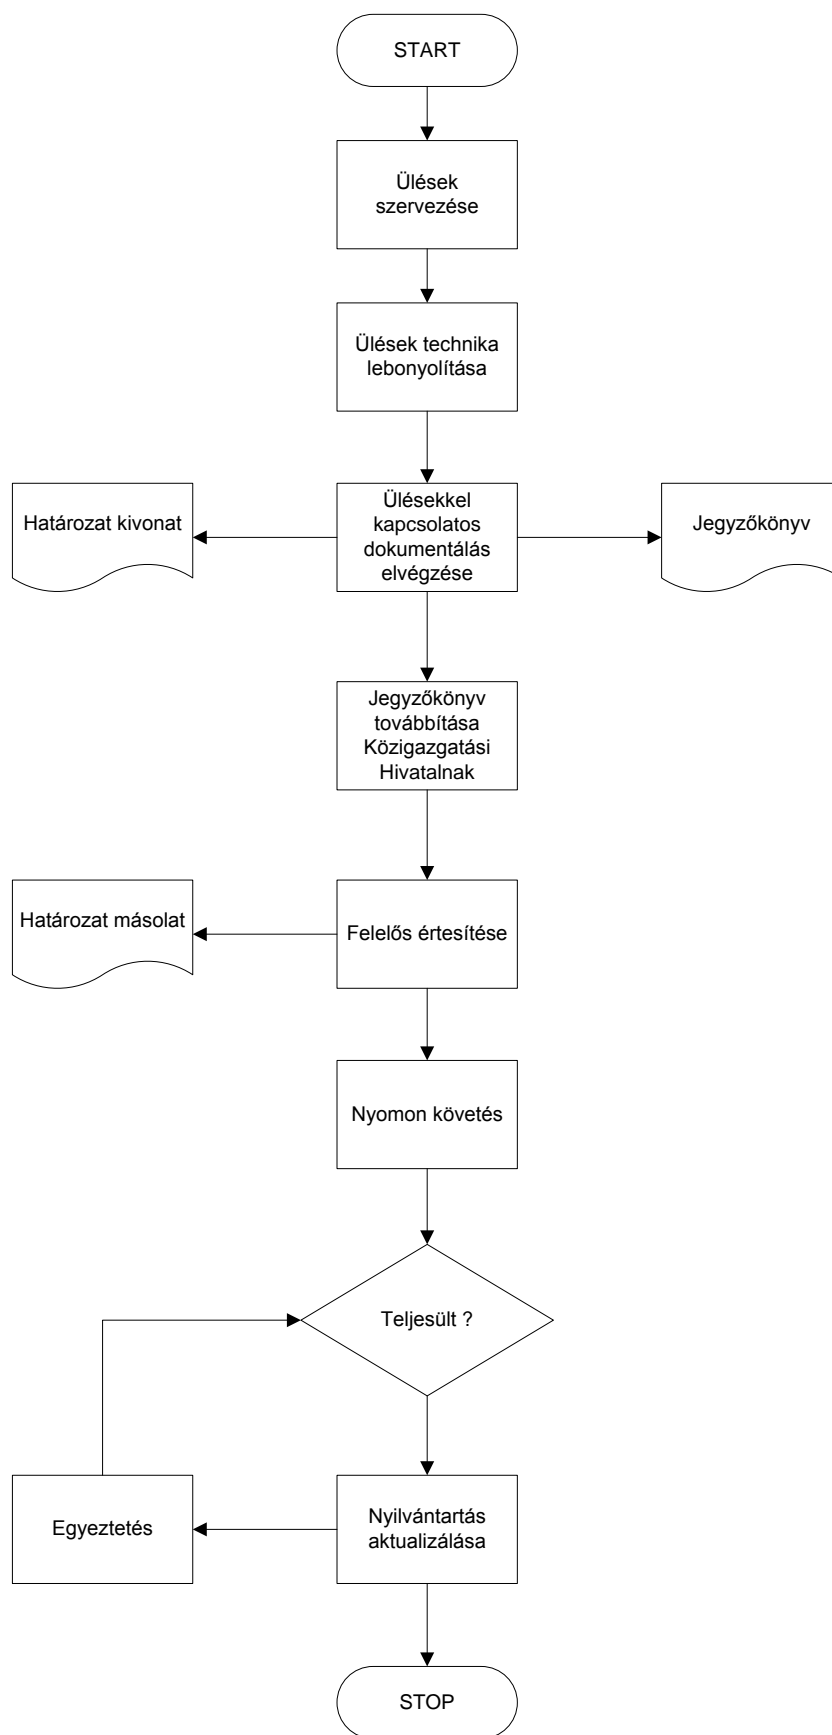 START
Ülések
szervezése
Ülések technika
lebonyolítása
Határozat kivonat
Ülésekkel
kapcsolatos
dokumentálás
elvégzése
Jegyzőkönyv
Jegyzőkönyv
továbbítása
Közigazgatási
Hivatalnak
Határozat másolat
Felelős értesítése
Nyomon követés
Teljesült ?
Egyeztetés
Nyilvántartás
aktualizálása
STOP